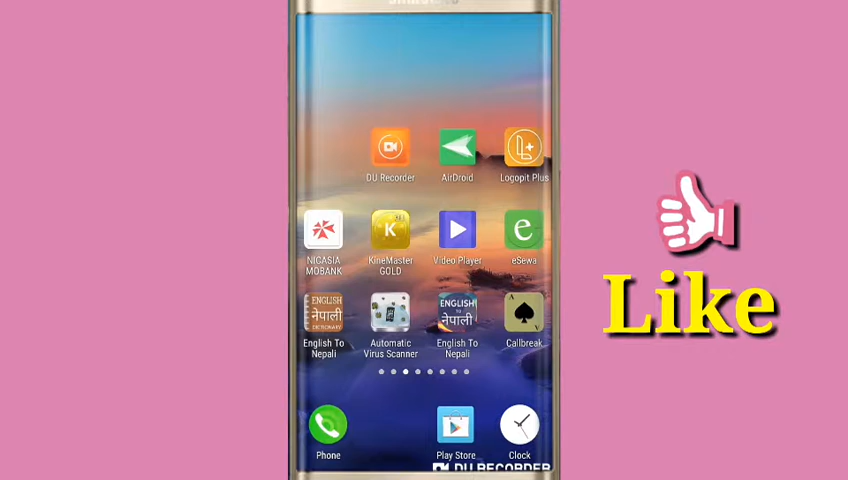 DU Recorder
AirDroid
Logopit Plus
NICASIA
MOBANK
KineMaster
GOLD
Video Player
eSewa
ENGLISH
नेपाली
DICTIONARY
ENGLISH
TO
नेपाली
English To
Nepali
Automatic
Virus Scanner
English To
Nepali
Callbreak
Phone
Play Store
Clock
DU RECORDER
Like